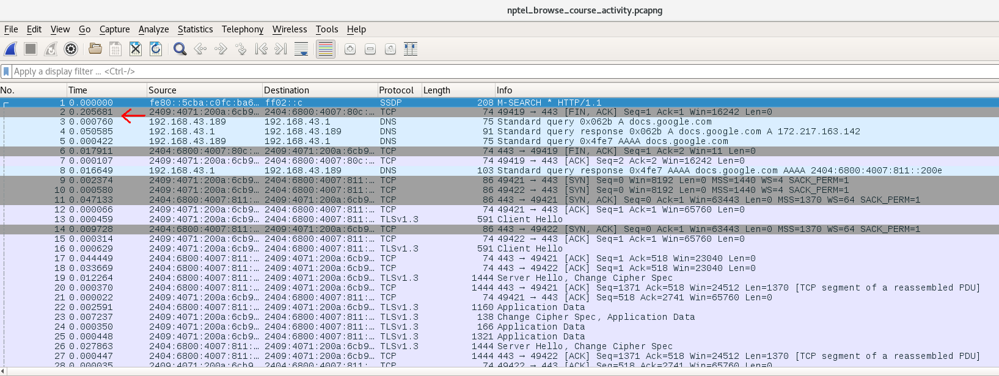 nptel_browse_course_activity.pcapng
File Edit View Go Capture Analyze Statistics Telephony Wireless Tools Help
Apply a display filter ... <Ctrl-/>
No. Time Source Destination Protocol Length Info
1 0.000000 fe80::5cba:c0fc:ba6… ff02::c SSDP 208 M-SEARCH * HTTP/1.1
2 0.205681 2409:4071:200a:6cb9… 2404:6800:4007:80c:… TCP 74 49419 → 443 [FIN, ACK] Seq=1 Ack=1 Win=16242 Len=0
3 0.000760 192.168.43.189 192.168.43.1 DNS 75 Standard query 0x062b A docs.google.com
4 0.050585 192.168.43.1 192.168.43.189 DNS 91 Standard query response 0x062b A docs.google.com A 172.217.163.142
5 0.000422 192.168.43.189 192.168.43.1 DNS 75 Standard query 0x4fe7 AAAA docs.google.com
6 0.017911 2404:6800:4007:80c:… 2409:4071:200a:6cb9… TCP 74 443 → 49419 [FIN, ACK] Seq=1 Ack=2 Win=11 Len=0
7 0.000107 2409:4071:200a:6cb9… 2404:6800:4007:80c:… TCP 74 49419 → 443 [ACK] Seq=2 Ack=2 Win=16242 Len=0
8 0.016649 192.168.43.1 192.168.43.189 DNS 103 Standard query response 0x4fe7 AAAA docs.google.com AAAA 2404:6800:4007:811::200e
9 0.002374 2409:4071:200a:6cb9… 2404:6800:4007:811:… TCP 86 49421 → 443 [SYN] Seq=0 Win=8192 Len=0 MSS=1440 WS=4 SACK_PERM=1
10 0.000580 2409:4071:200a:6cb9… 2404:6800:4007:811:… TCP 86 49422 → 443 [SYN] Seq=0 Win=8192 Len=0 MSS=1440 WS=4 SACK_PERM=1
11 0.047133 2404:6800:4007:811:… 2409:4071:200a:6cb9… TCP 86 443 → 49421 [SYN, ACK] Seq=0 Ack=1 Win=63443 Len=0 MSS=1370 WS=64 SACK_PERM=1
12 0.000066 2409:4071:200a:6cb9… 2404:6800:4007:811:… TCP 74 49421 → 443 [ACK] Seq=1 Ack=1 Win=65760 Len=0
13 0.000459 2409:4071:200a:6cb9… 2404:6800:4007:811:… TLSv1.3 591 Client Hello
14 0.009728 2404:6800:4007:811:… 2409:4071:200a:6cb9… TCP 86 443 → 49422 [SYN, ACK] Seq=0 Ack=1 Win=63443 Len=0 MSS=1370 WS=64 SACK_PERM=1
15 0.000314 2409:4071:200a:6cb9… 2404:6800:4007:811:… TCP 74 49422 → 443 [ACK] Seq=1 Ack=1 Win=65760 Len=0
16 0.000629 2409:4071:200a:6cb9… 2404:6800:4007:811:… TLSv1.3 591 Client Hello
17 0.044449 2404:6800:4007:811:… 2409:4071:200a:6cb9… TCP 74 443 → 49421 [ACK] Seq=1 Ack=518 Win=23040 Len=0
18 0.033669 2404:6800:4007:811:… 2409:4071:200a:6cb9… TCP 74 443 → 49422 [ACK] Seq=1 Ack=518 Win=23040 Len=0
19 0.012264 2404:6800:4007:811:… 2409:4071:200a:6cb9… TLSv1.3 1444 Server Hello, Change Cipher Spec
20 0.000370 2404:6800:4007:811:… 2409:4071:200a:6cb9… TCP 1444 443 → 49421 [ACK] Seq=1371 Ack=518 Win=24512 Len=1370 [TCP segment of a reassembled PDU]
21 0.000022 2409:4071:200a:6cb9… 2404:6800:4007:811:… TCP 74 49421 → 443 [ACK] Seq=518 Ack=2741 Win=65760 Len=0
22 0.002591 2404:6800:4007:811:… 2409:4071:200a:6cb9… TLSv1.3 1160 Application Data
23 0.007237 2409:4071:200a:6cb9… 2404:6800:4007:811:… TLSv1.3 138 Change Cipher Spec, Application Data
24 0.000350 2409:4071:200a:6cb9… 2404:6800:4007:811:… TLSv1.3 166 Application Data
25 0.000448 2409:4071:200a:6cb9… 2404:6800:4007:811:… TLSv1.3 1321 Application Data
26 0.027863 2404:6800:4007:811:… 2409:4071:200a:6cb9… TLSv1.3 1444 Server Hello, Change Cipher Spec
27 0.000447 2404:6800:4007:811:… 2409:4071:200a:6cb9… TCP 1444 443 → 49422 [ACK] Seq=1371 Ack=518 Win=24512 Len=1370 [TCP segment of a reassembled PDU]
28 0.000035 2409:4071:200a:6cb9… 2404:6800:4007:811:… TCP 74 49422 → 443 [ACK] Seq=518 Ack=2741 Win=65760 Len=0